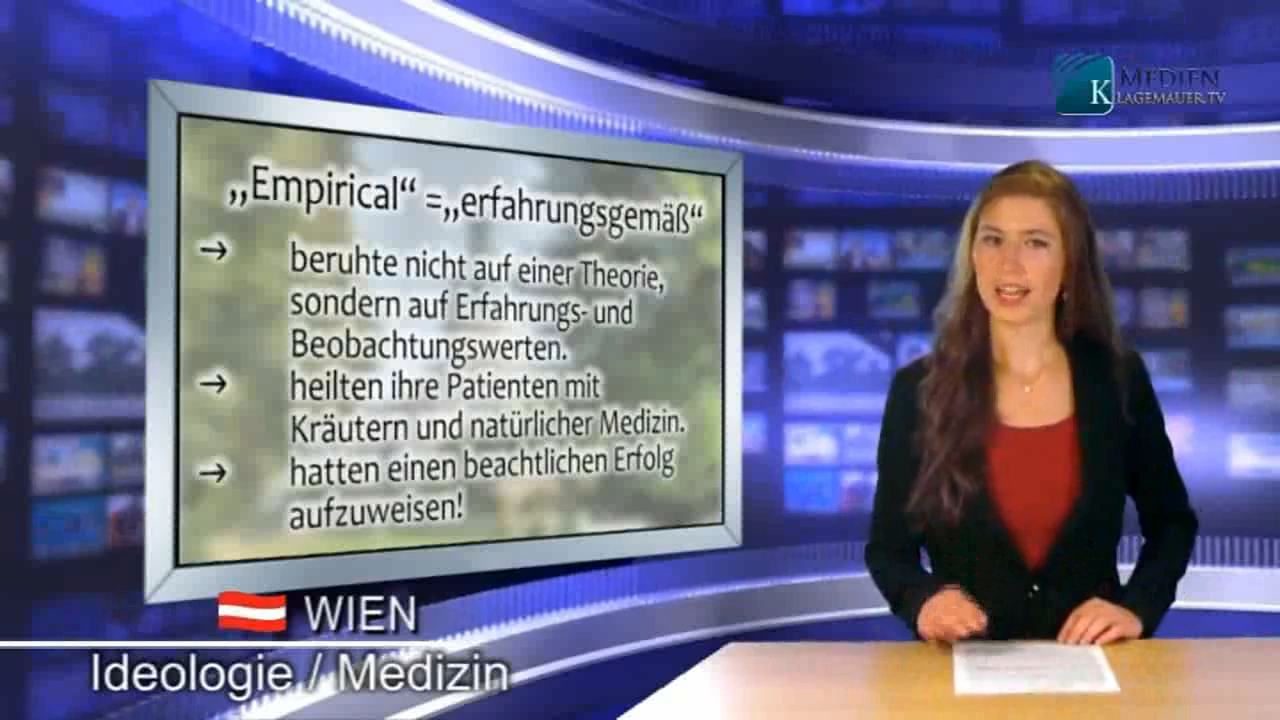 MEDIEN
KLAGEMAUER.TV
„Empirical“ =„erfahrungsgemäß“
→ beruhte nicht auf einer Theorie,
sondern auf Erfahrungs- und
Beobachtungswerten.
→ heilten ihre Patienten mit
Kräutern und natürlicher Medizin.
→ hatten einen beachtlichen Erfolg
aufzuweisen!
WIEN
Ideologie / Medizin